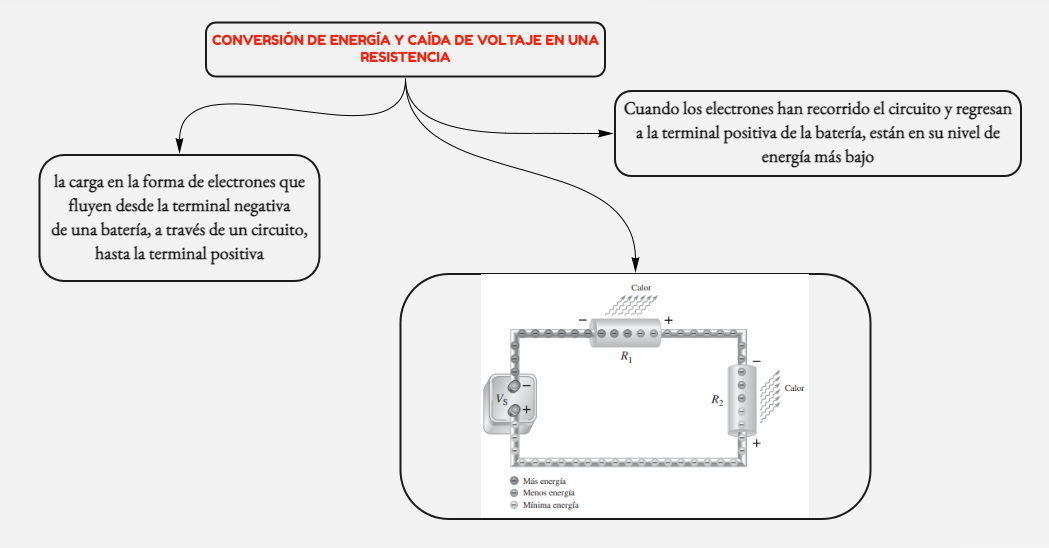 CONVERSIÓN DE ENERGÍA Y CAÍDA DE VOLTAJE EN UNA
RESISTENCIA
Cuando los electrones han recorrido el circuito y regresan
a la terminal positiva de la batería, están en su nivel de
energía más bajo
la carga en la forma de electrones que
fluyen desde la terminal negativa
de una batería, a través de un circuito,
hasta la terminal positiva
Calor
− +
R1
−
VS
−
+
R2
Calor
+
Más energía
Menos energía
Mínima energía